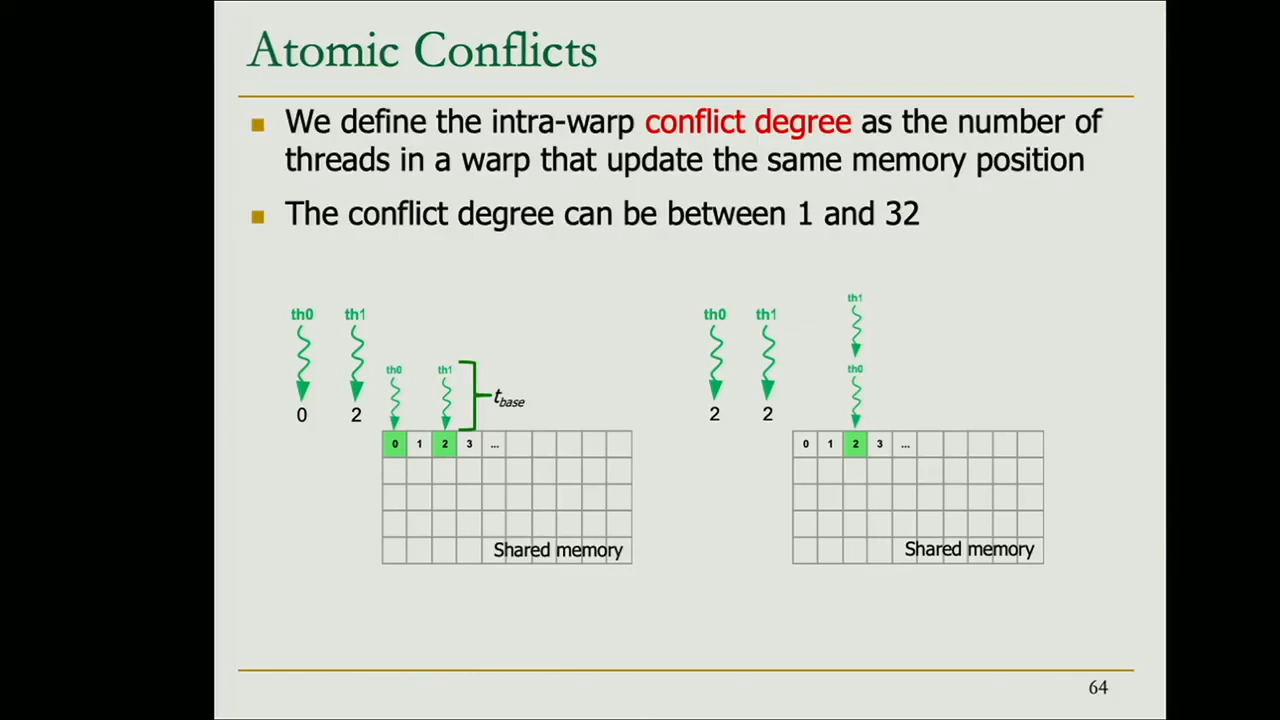 Atomic Conflicts
We define the intra-warp conflict degree as the number of
threads in a warp that update the same memory position
The conflict degree can be between 1 and 32
th0 th1
th0 th1
tbase
0 2
0 1 2 3 ...
Shared memory
th1
th0 th1
th0
2 2
0 1 2 3 ...
Shared memory
64